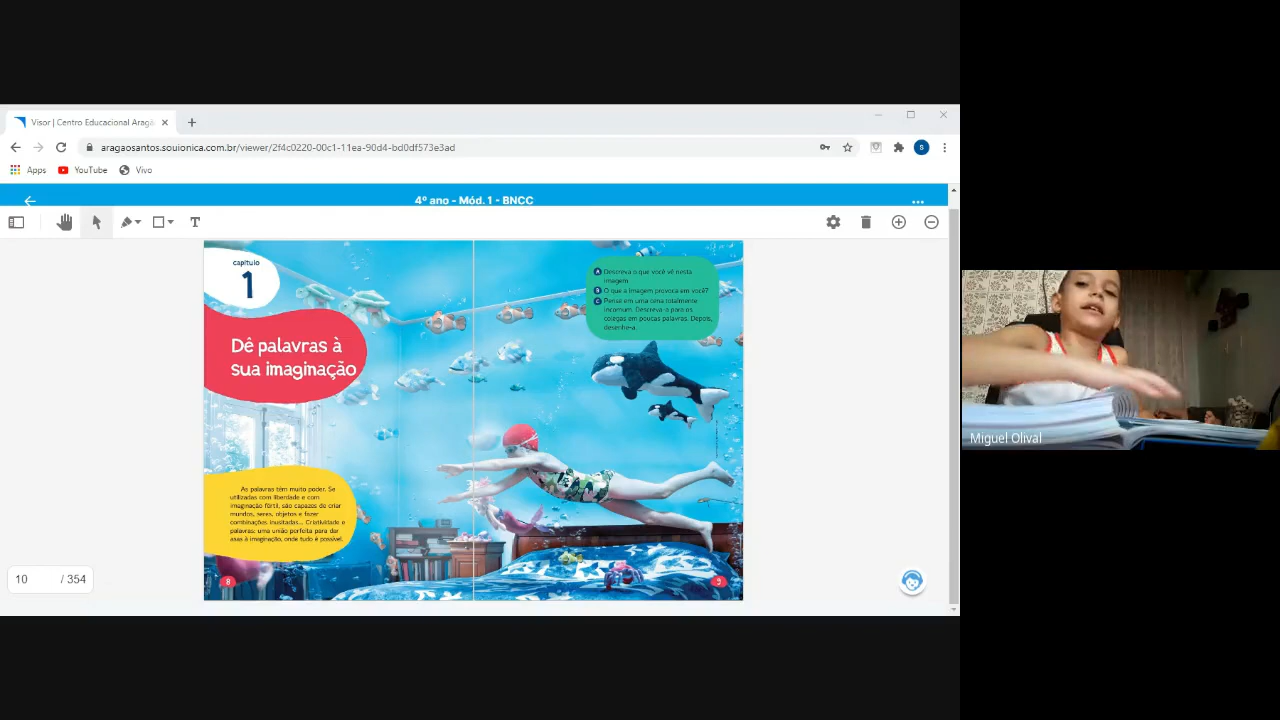 Visor | Centro Educacional Arag
aragaosantos.souionica.com.br/viewer/2f4c0220-00c1-11ea-90d4-bd0df573e3ad
S
Apps YouTube Vivo
4º ano - Mód. 1 - BNCC
T
capítulo
1
Dê palavras à
sua imaginação
A Descreva o que você vê nesta
imagem.
B O que a imagem provoca em você?
C Pense em uma cena totalmente
incomum. Descreva-a para os
colegas em poucas palavras. Depois,
desenhe-a.
As palavras têm muito poder. Se
utilizadas com liberdade e com
imaginação fértil, são capazes de criar
mundos, seres, objetos e fazer
combinações inusitadas... Criatividade e
palavras: uma união perfeita para dar
asas à imaginação, onde tudo é possível.
8
9
10 / 354
Miguel Olival